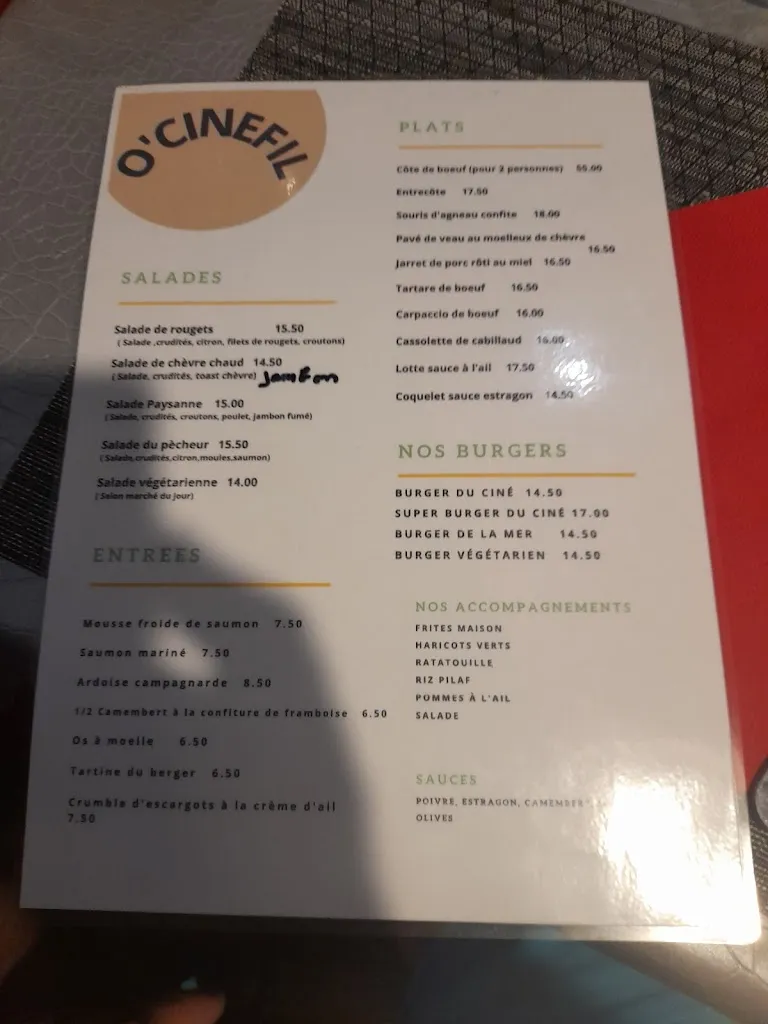 O'CINEFIL
SALADES
Salade de rougets 15.50
( Salade ,crudités, citron, filets de rougets, croutons)
Salade de chèvre chaud 14.50
( Salade, crudités, toast chèvre) Jambon
Salade Paysanne 15.00
( Salade, crudités, croutons, poulet, jambon fumé)
Salade du pècheur 15.50
( Salade,crudités,citron,moules,saumon)
Salade végétarienne 14.00
( Selon marché du jour)
ENTREES
Mousse froide de saumon 7.50
Saumon mariné 7.50
Ardoise campagnarde 8.50
1/2 Camembert à la confiture de framboise 6.50
Os à moelle 6.50
Tartine du berger 6.50
Crumble d'escargots à la crème d'ail
7.50
PLATS
Côte de boeuf (pour 2 personnes) 55.00
Entrecôte 17.50
Souris d'agneau confite 18.00
Pavé de veau au moelleux de chèvre
16.50
Jarret de porc rôti au miel 16.50
Tartare de boeuf 16.50
Carpaccio de boeuf 16.00
Cassolette de cabillaud 16.00
Lotte sauce à l'ail 17.50
Coquelet sauce estragon 14.50
NOS BURGERS
BURGER DU CINÉ 14.50
SUPER BURGER DU CINÉ 17.00
BURGER DE LA MER 14.50
BURGER VÉGÉTARIEN 14.50
NOS ACCOMPAGNEMENTS
FRITES MAISON
HARICOTS VERTS
RATATOUILLE
RIZ PILAF
POMMES À L'AIL
SALADE
SAUCES
POIVRE, ESTRAGON, CAMEMBERT
OLIVES